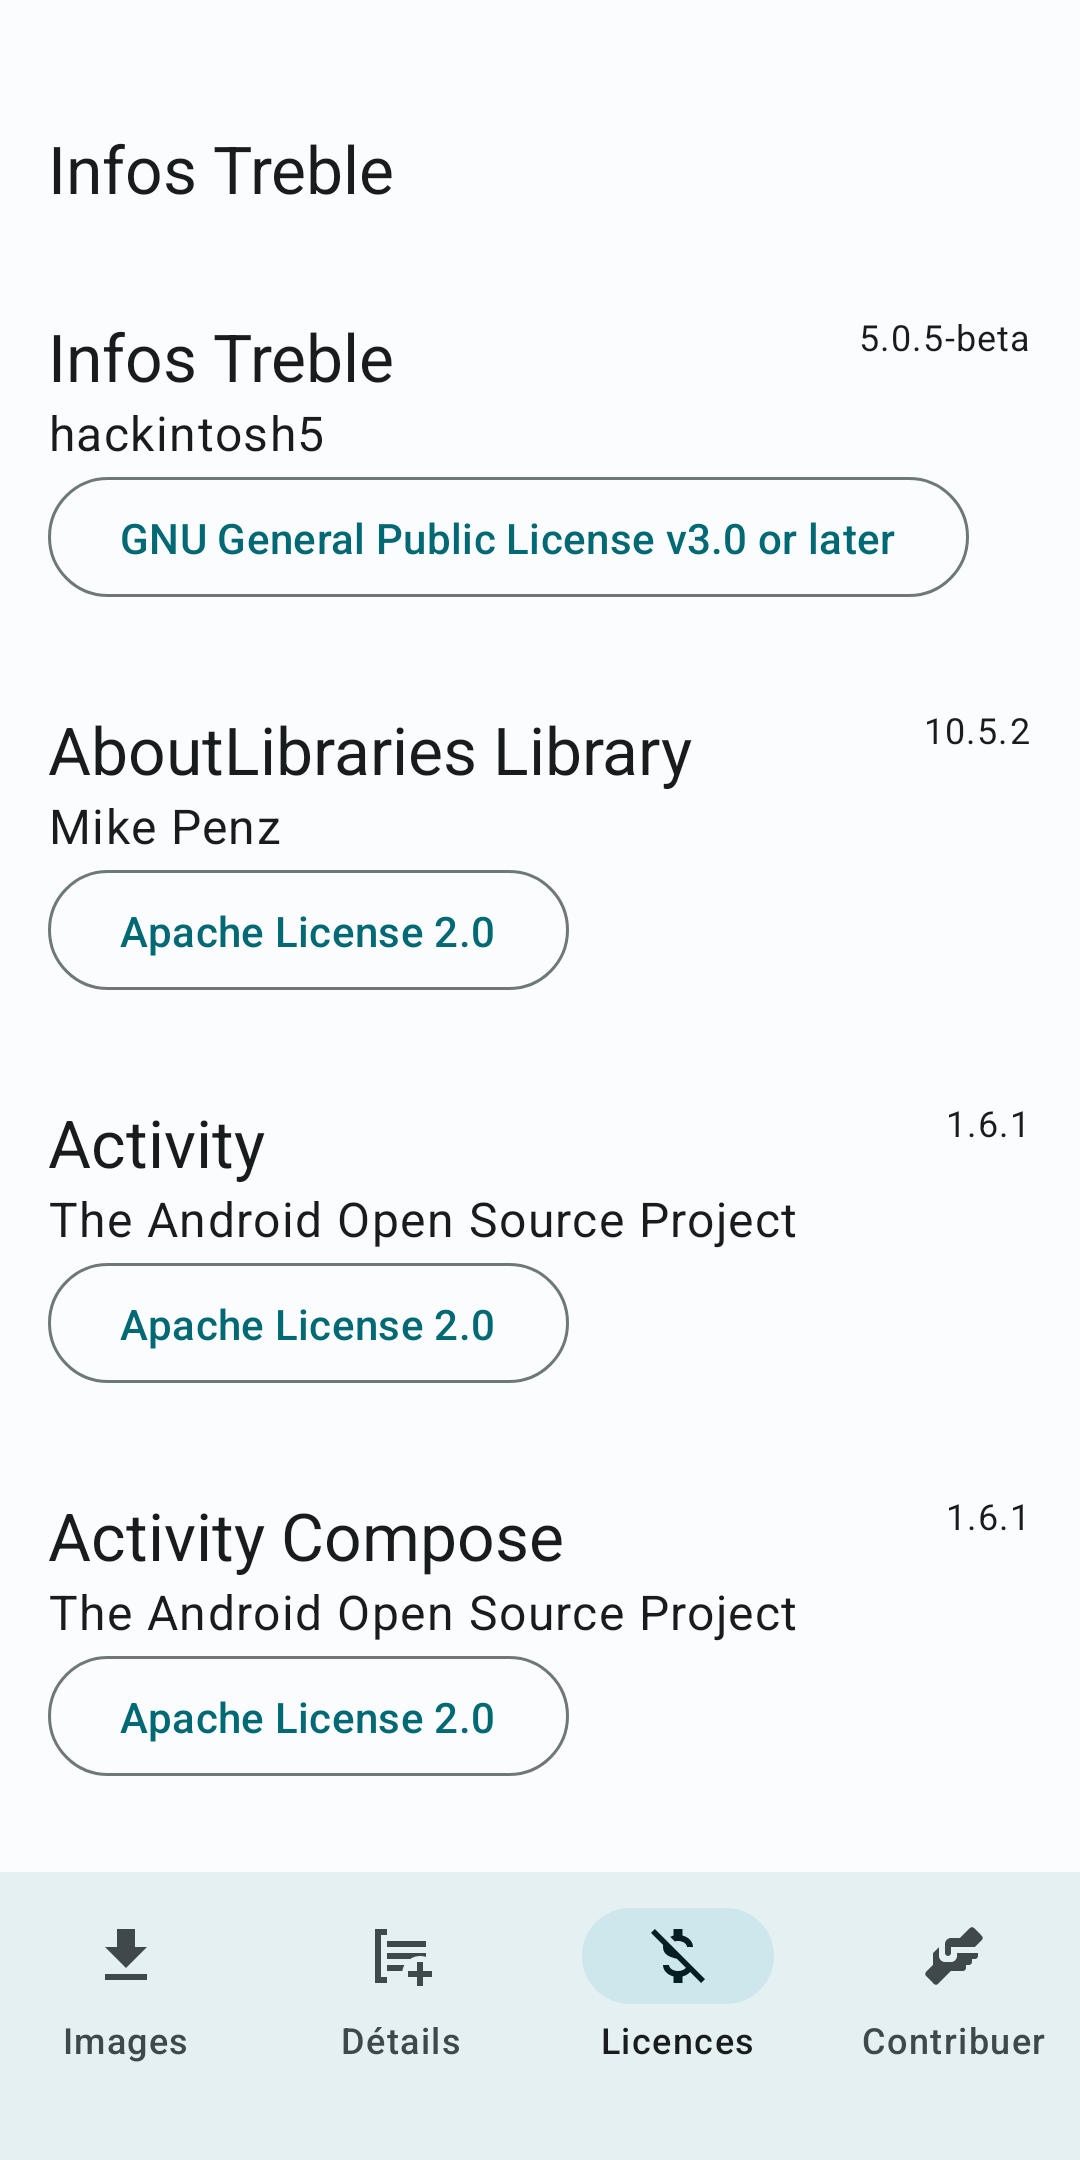 Infos Treble
Infos Treble
5.0.5-beta
hackintosh5
GNU General Public License v3.0 or later
AboutLibraries Library
10.5.2
Mike Penz
Apache License 2.0
Activity
1.6.1
The Android Open Source Project
Apache License 2.0
Activity Compose
1.6.1
The Android Open Source Project
Apache License 2.0
Images
Détails
Licences
Contribuer